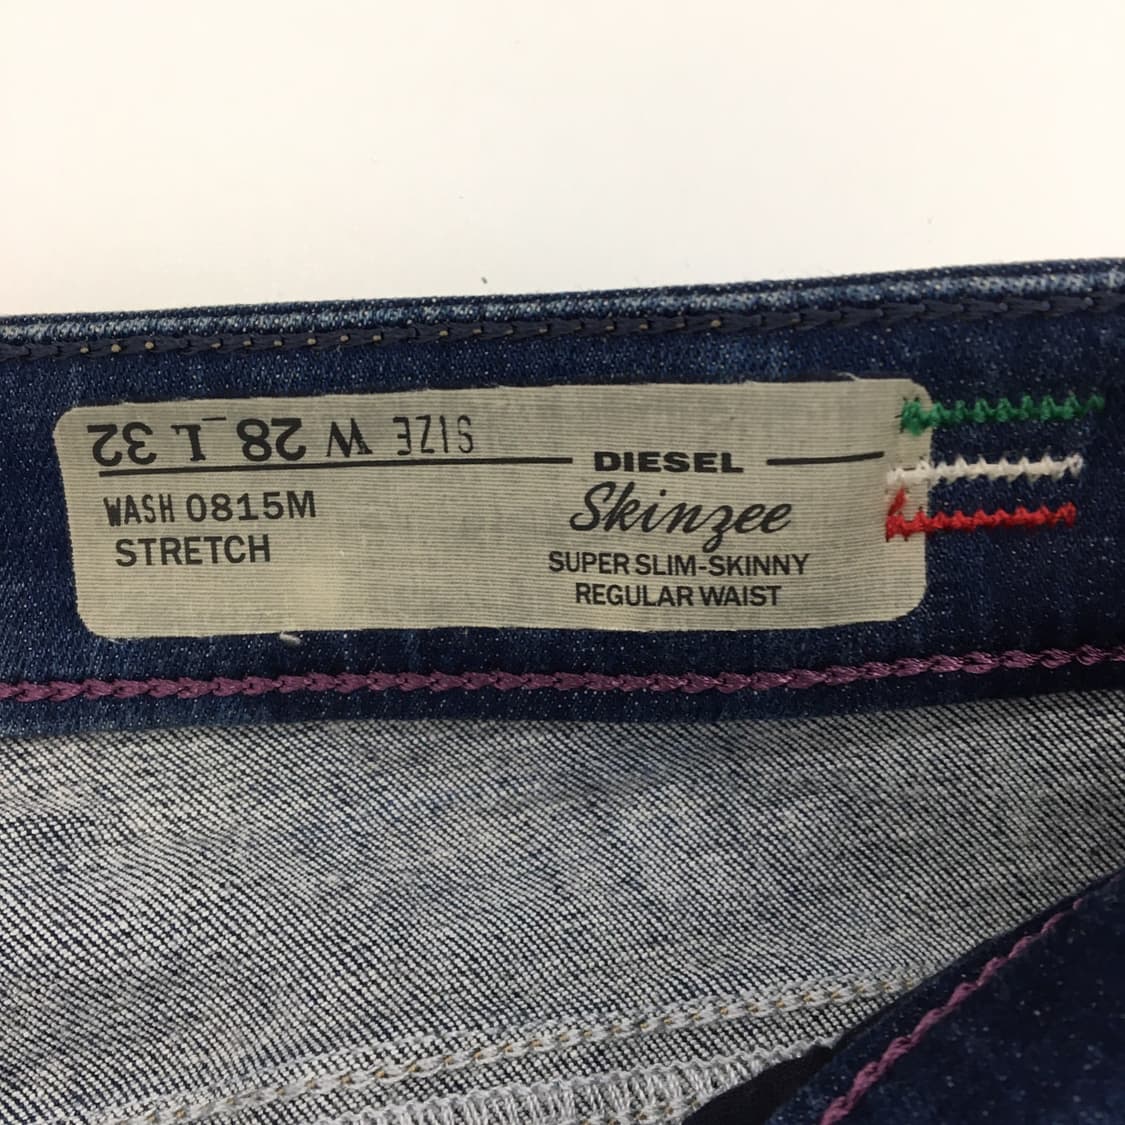 SIZE W 28 L 32
DIESEL
Skinzee
SUPER SLIM-SKINNY
REGULAR WAIST
WASH 0815M
STRETCH